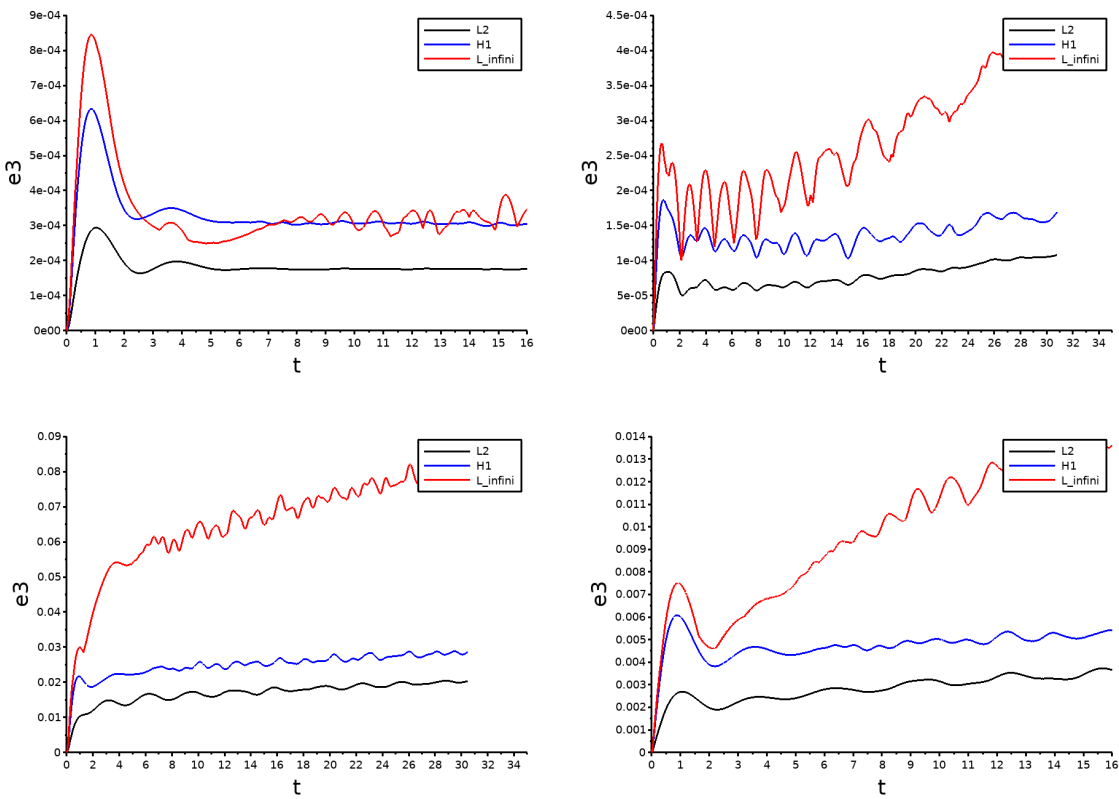 9e-04
8e-04
7e-04
6e-04
5e-04
4e-04
3e-04
2e-04
1e-04
0e00
e3
0 1 2 3 4 5 6 7 8 9 10 11 12 13 14 15 16
t
L2
H1
L_infini
4.5e-04
4e-04
3.5e-04
3e-04
2.5e-04
2e-04
1.5e-04
1e-04
5e-05
0e00
e3
0 2 4 6 8 10 12 14 16 18 20 22 24 26 28 30 32 34
t
L2
H1
L_infini
0.09
0.08
0.07
0.06
0.05
0.04
0.03
0.02
0.01
0
e3
0 2 4 6 8 10 12 14 16 18 20 22 24 26 28 30 32 34
t
L2
H1
L_infini
0.014
0.013
0.012
0.011
0.01
0.009
0.008
0.007
0.006
0.005
0.004
0.003
0.002
0.001
0
e3
0 1 2 3 4 5 6 7 8 9 10 11 12 13 14 15 16
t
L2
H1
L_infini